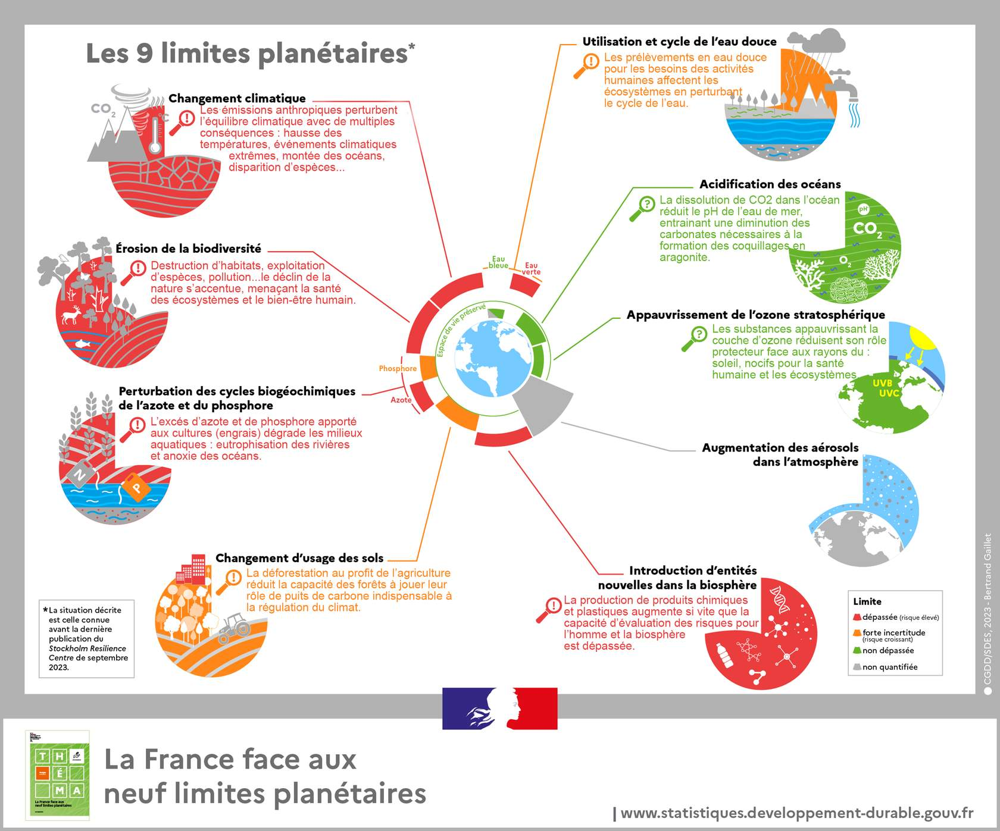 Les 9 limites planétaires*
Changement climatique
Les émissions anthropiques perturbent
l'équilibre climatique avec de multiples
conséquences : hausse des
températures, événements climatiques
extrêmes, montée des océans,
disparition d'espèces...
CO2
°C
Érosion de la biodiversité
Destruction d'habitats, exploitation
d'espèces, pollution...le déclin de la
nature s'accentue, menaçant la santé
des écosystèmes et le bien-être humain.
Perturbation des cycles biogéochimiques
de l'azote et du phosphore
L'excés d'azote et de phosphore apporté
aux cultures (engrais) dégrade les milieux
aquatiques : eutrophisation des rivières
et anoxie des océans.
N
P
Changement d'usage des sols
La déforestation au profit de l'agriculture
réduit la capacité des forêts à jouer leur
rôle de puits de carbone indispensable à
la régulation du climat.
*La situation décrite
est celle connue
avant la dernière
publication du
Stockholm Resilience
Centre de septembre
2023.
Eau
bleue
Eau
verte
Espace de vie préservé
Phosphore
Azote
Utilisation et cycle de l'eau douce
Les prélèvements en eau douce
pour les besoins des activités
humaines affectent les
écosystèmes en perturbant
le cycle de l'eau.
Acidification des océans
La dissolution de CO2 dans l'océan
réduit le pH de l'eau de mer,
entrainant une diminution des
carbonates nécessaires à la
formation des coquillages en
aragonite.
pH
CO2
O2
Appauvrissement de l'ozone stratosphérique
Les substances appauvrissant la
couche d'ozone réduisent son rôle
protecteur face aux rayons du :
soleil, nocifs pour la santé
humaine et les écosystèmes
UVB
UVC
Augmentation des aérosols
dans l'atmosphère
Introduction d'entités
nouvelles dans la biosphère
La production de produits chimiques
et plastiques augmente si vite que la
capacité d'évaluation des risques pour
l'homme et la biosphère
est dépassée.
Limite
dépassée (risque élevé)
forte incertitude
(risque croissant)
non dépassée
non quantifiée
© CGDD/SDES, 2023 - Bertrand Gaillet
THÉMA
La France face aux
neuf limites planétaires
La France face aux
neuf limites planétaires
| www.statistiques.developpement-durable.gouv.fr